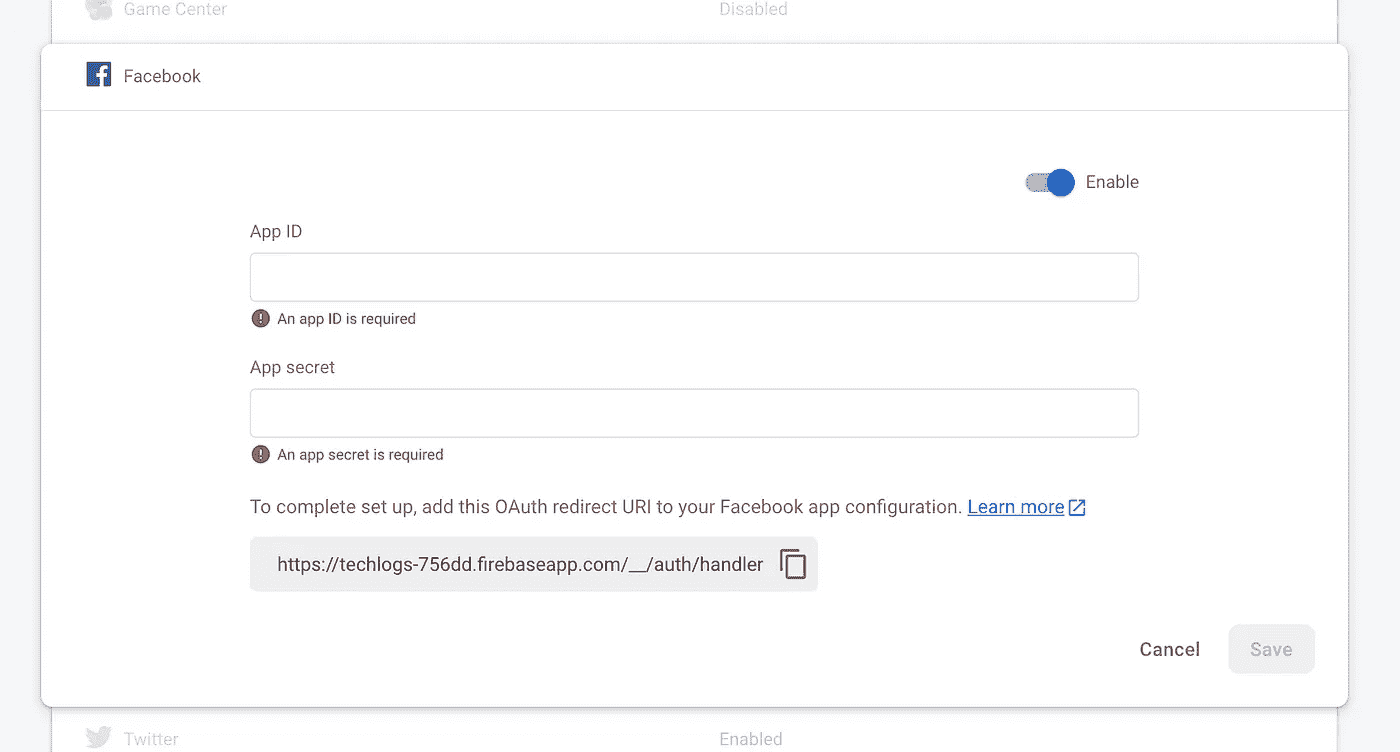 Game Center Disabled
Facebook
Enable
App ID
An app ID is required
App secret
An app secret is required
To complete set up, add this OAuth redirect URI to your Facebook app configuration. Learn more
https://techlogs-756dd.firebaseapp.com/__/auth/handler
Cancel Save
Twitter Enabled